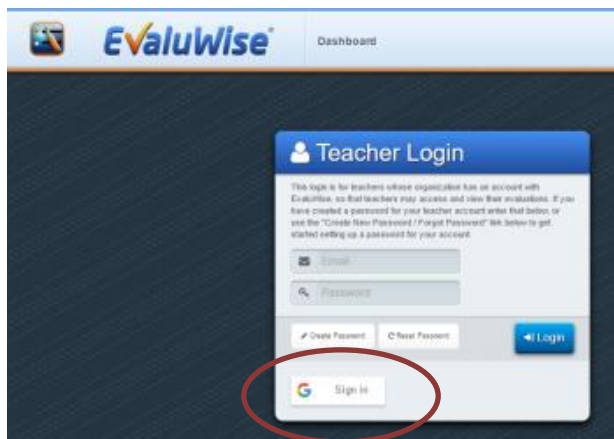 EvaluWise
Dashboard
Teacher Login
This login is for teachers whose organization has an account with
EvaluWise, so that teachers may access and view their evaluations. If you
have created a password for your teacher account enter that below, or
use the "Create New Password / Forgot Password" link below to get
started setting up a password for your account.
Email
Password
Create Password Reset Password Login
Sign in